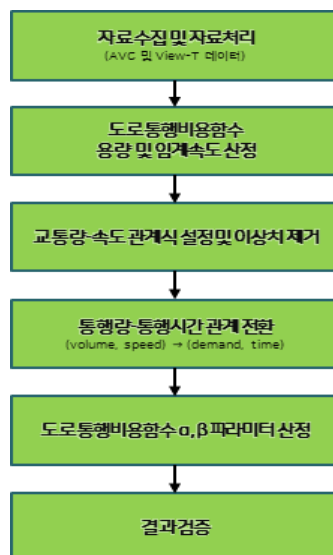 자료 수집 및 자료처리
(AVC 및 View-T 데이터)
도로통행비용함수
용량 및 임계속도 산정
교통량-속도 관계식 설정 및 이상치 제거
통행량-통행시간 관계 전환
(volume, speed) → (demand, time)
도로통행비용함수 α, β 파라미터 산정
결과검증